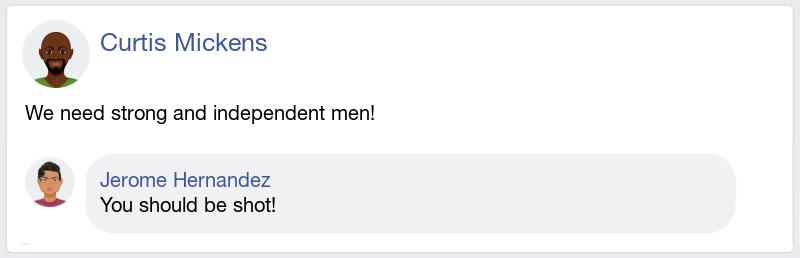 Curtis Mickens
We need strong and independent men!
Jerome Hernandez
You should be shot!